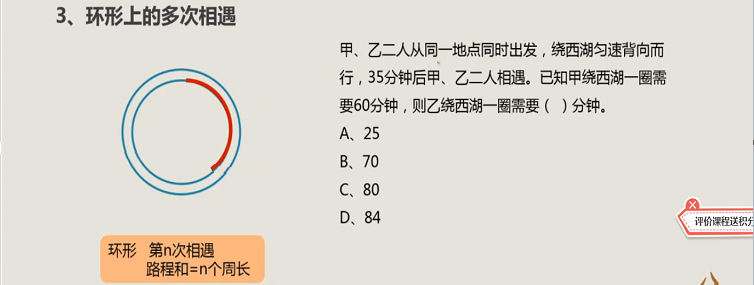 3、环形上的多次相遇
甲、乙二人从同一地点同时出发，绕西湖匀速背向而
行，35分钟后甲、乙二人相遇。已知甲绕西湖一圈需
要60分钟，则乙绕西湖一圈需要（ ）分钟。
A、25
B、70
C、80
D、84
环形 第n次相遇
路程和=n个周长
评价课程送积分